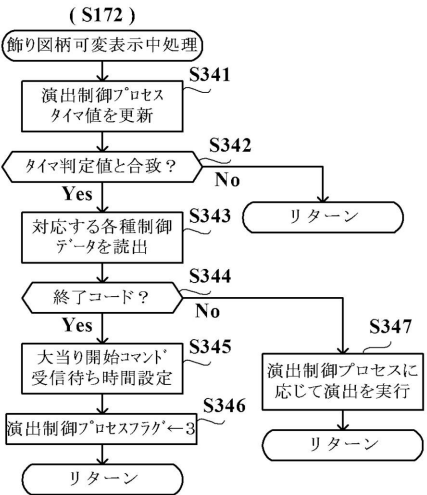 ( S172 )
飾り図柄可変表示中処理
S341
演出制御ﾌﾟﾛｾｽ
ﾀｲﾏ値を更新
S342
ﾀｲﾏ判定値と合致？
Yes
No
リターン
S343
対応する各種制御
ﾃﾞｰﾀを読出
S344
終了コード？
Yes
No
S345
大当り開始ｺﾏﾝﾄﾞ
受信待ち時間設定
S346
演出制御ﾌﾟﾛｾｽﾌﾗｸﾞ←3
リターン
S347
演出制御プロセスに
応じて演出を実行
リターン